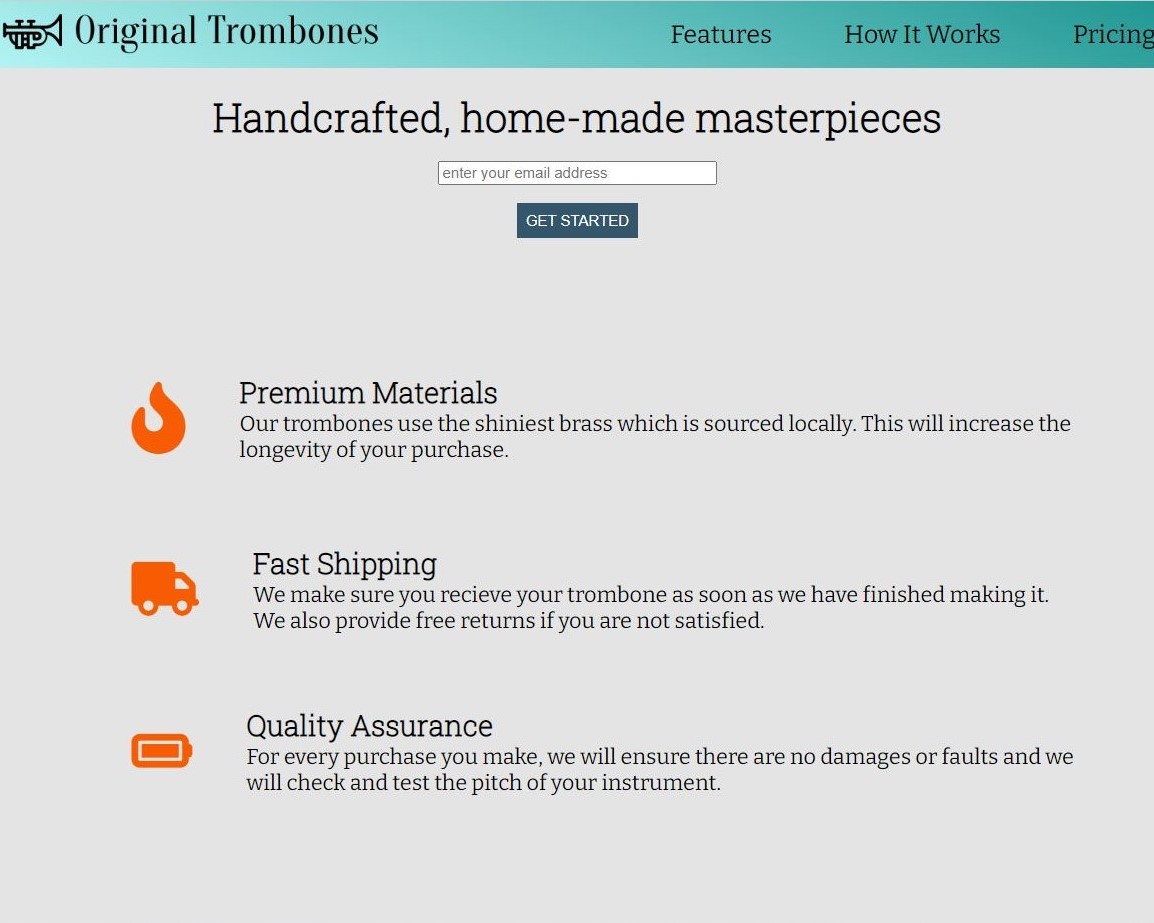 Original Trombones
Features
How It Works
Pricing
Handcrafted, home-made masterpieces
enter your email address
GET STARTED
Premium Materials
Our trombones use the shiniest brass which is sourced locally. This will increase the
longevity of your purchase.
Fast Shipping
We make sure you recieve your trombone as soon as we have finished making it.
We also provide free returns if you are not satisfied.
Quality Assurance
For every purchase you make, we will ensure there are no damages or faults and we
will check and test the pitch of your instrument.